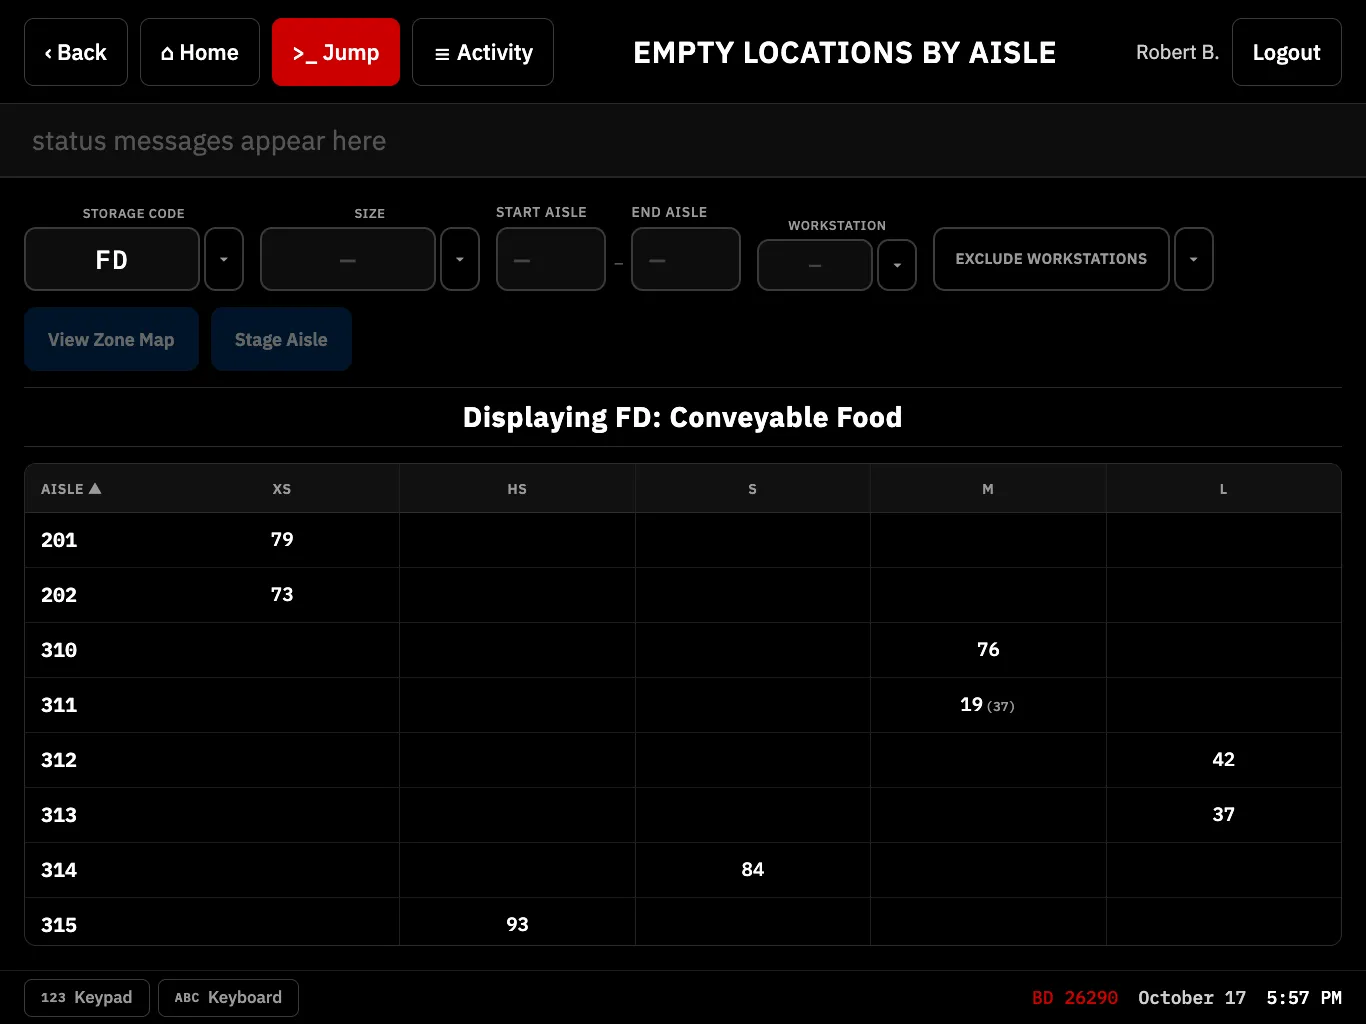 ‹ Back
⌂ Home
>_ Jump
≡ Activity
EMPTY LOCATIONS BY AISLE
Robert B.
Logout
status messages appear here
STORAGE CODE
SIZE
START AISLE
END AISLE
WORKSTATION
FD
—
—
–
—
—
EXCLUDE WORKSTATIONS
View Zone Map
Stage Aisle
Displaying FD: Conveyable Food
AISLE ▲ XS HS S M L
201 79
202 73
310 76
311 19 (37)
312 42
313 37
314 84
315 93
123 Keypad
ABC Keyboard
BD 26290 October 17 5:57 PM